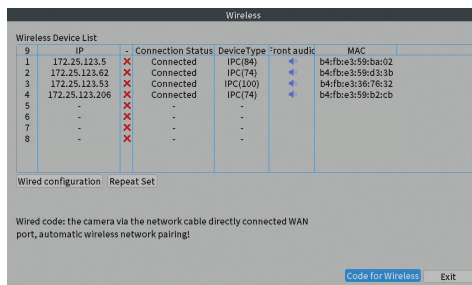 Wireless
Wireless Device List
9 IP - Connection Status DeviceType Front audio MAC
1 172.25.123.5 Connected IPC(84) b4:fb:e3:59:ba:02
2 172.25.123.62 Connected IPC(74) b4:fb:e3:59:d3:3b
3 172.25.123.53 Connected IPC(100) b4:fb:e3:36:76:32
4 172.25.123.206 Connected IPC(74) b4:fb:e3:59:b2:cb
5 - - -
6 - - -
7 - - -
8 - - -
Wired configuration Repeat Set
Wired code: the camera via the network cable directly connected WAN
port, automatic wireless network pairing!
Code for Wireless Exit